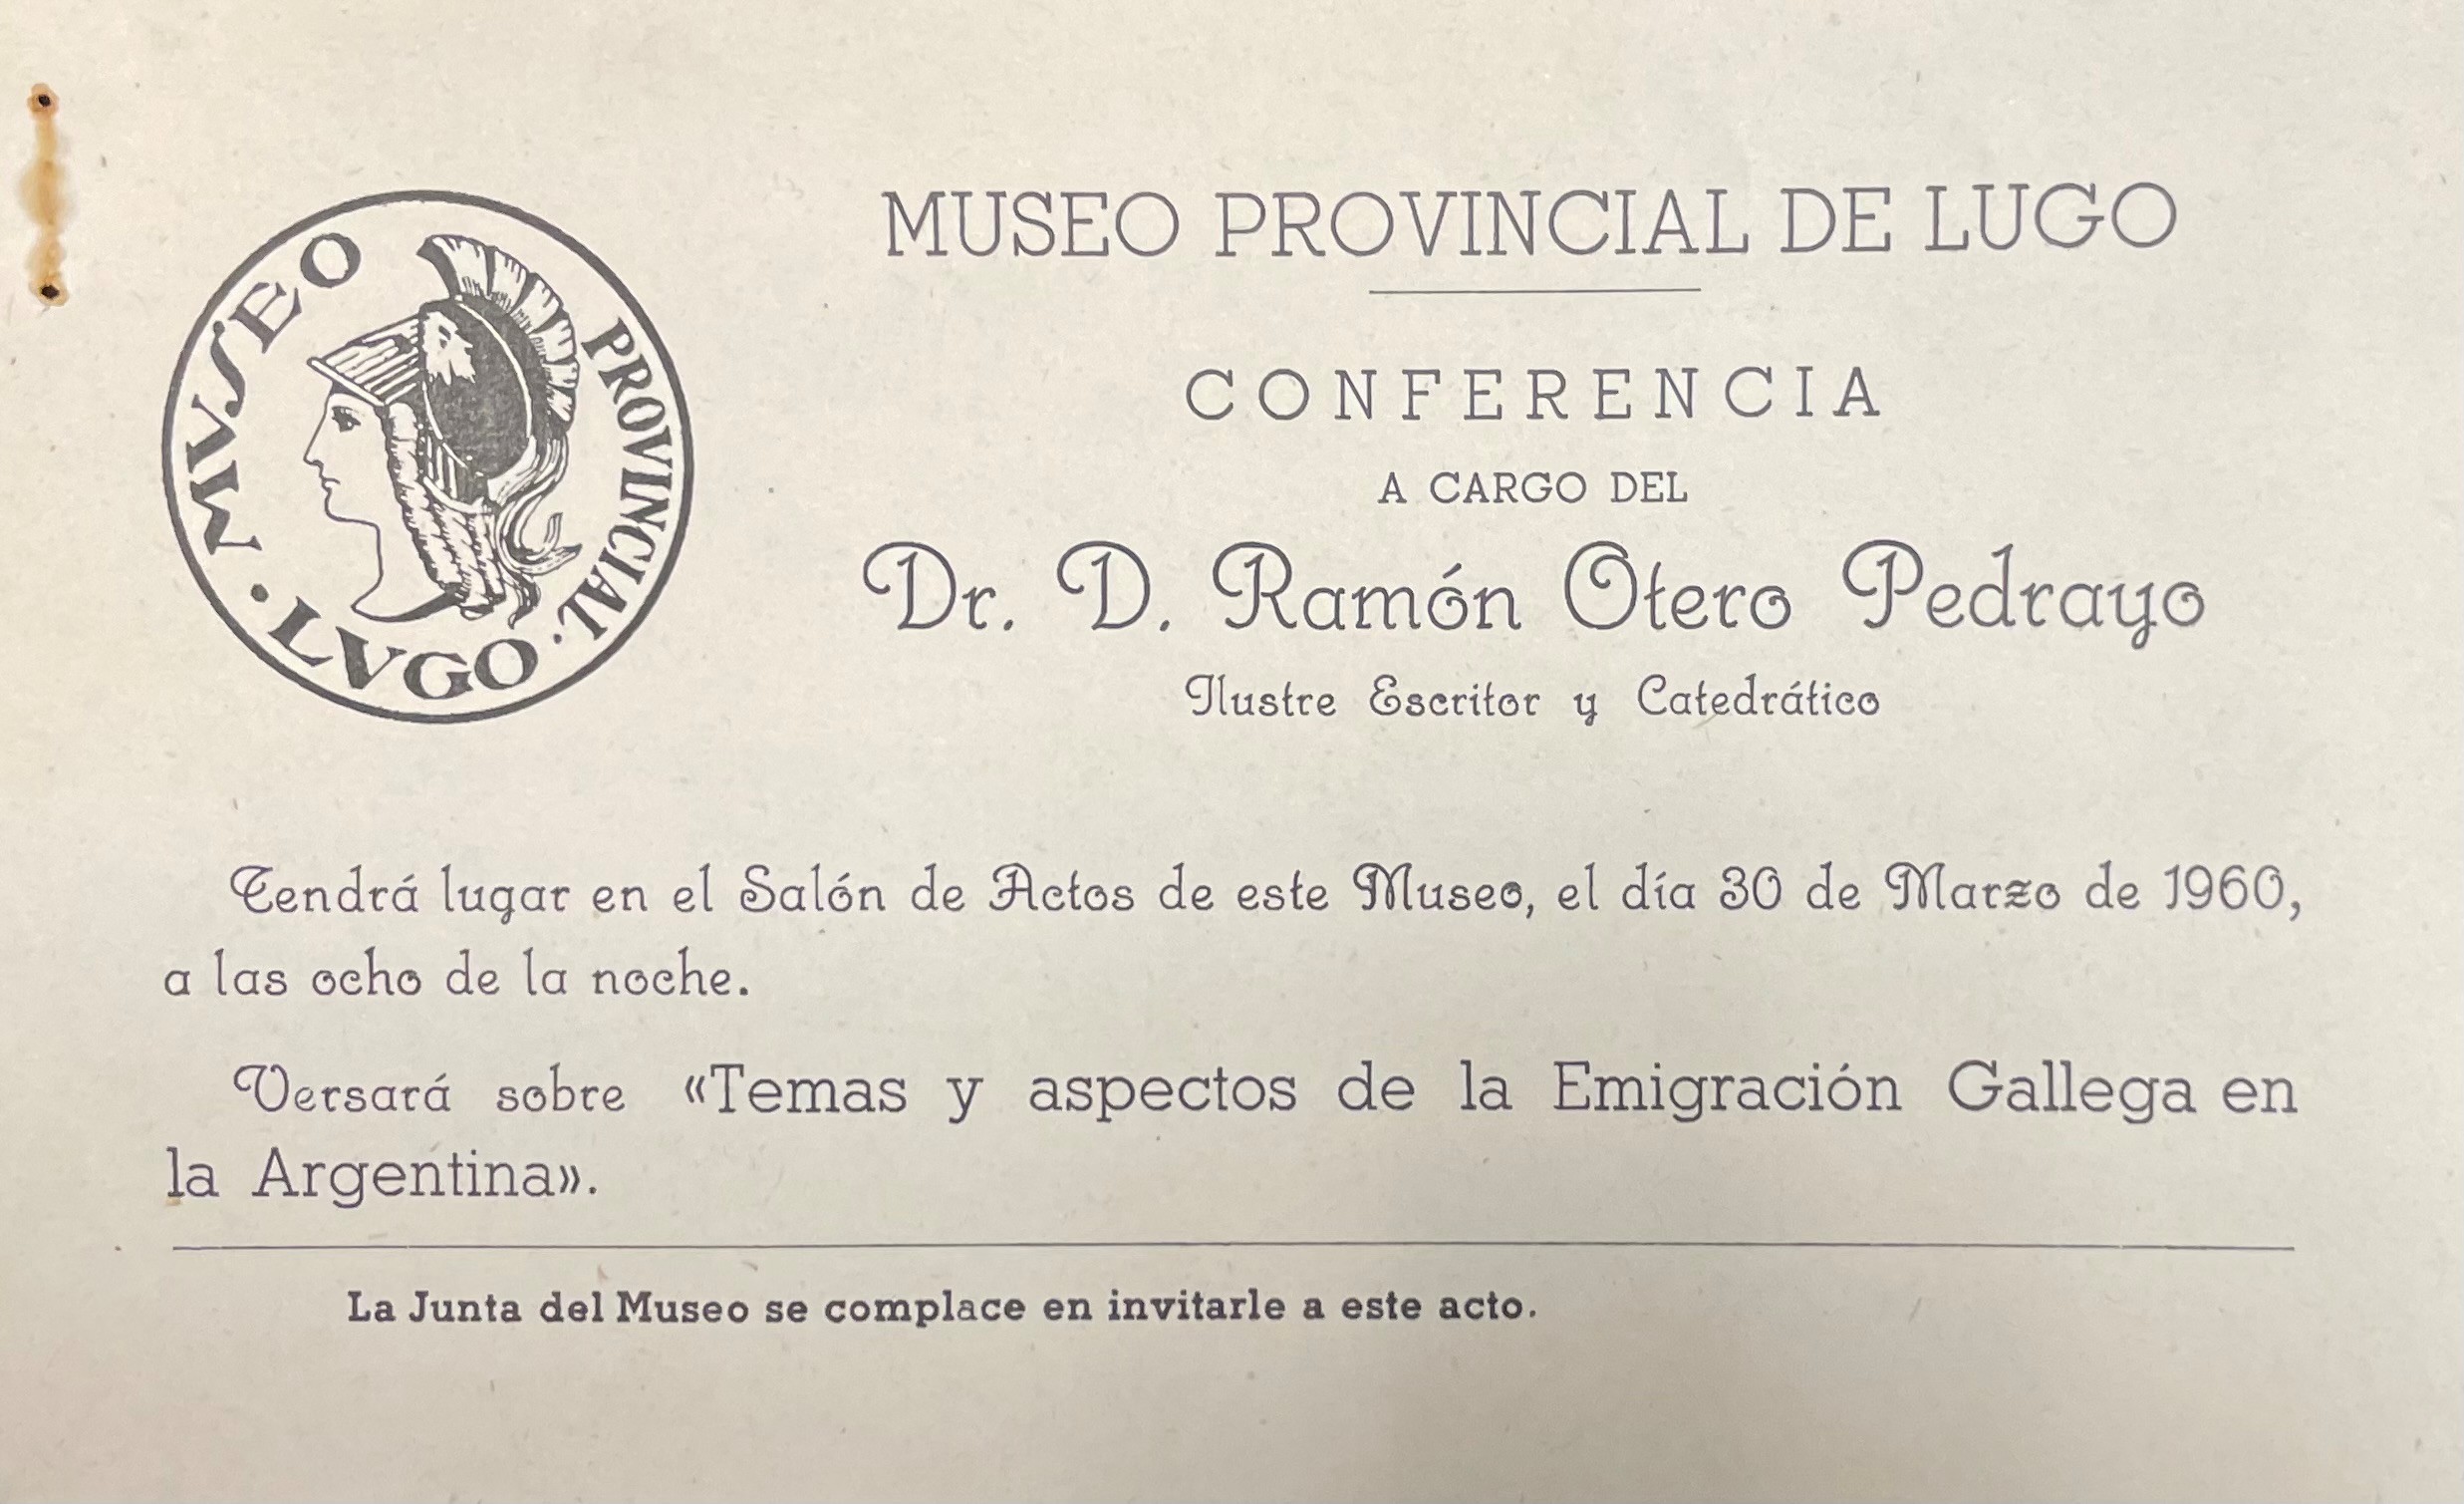 MVSEO PROVINCIAL · LVGO ·
MUSEO PROVINCIAL DE LUGO
CONFERENCIA
A CARGO DEL
Dr. D. Ramón Otero Pedrayo
Ilustre Escritor y Catedrático
Tendrá lugar en el Salón de Actos de este Museo, el día 30 de Marzo de 1960,
a las ocho de la noche.
Versará sobre «Temas y aspectos de la Emigración Gallega en
la Argentina».
La Junta del Museo se complace en invitarle a este acto.